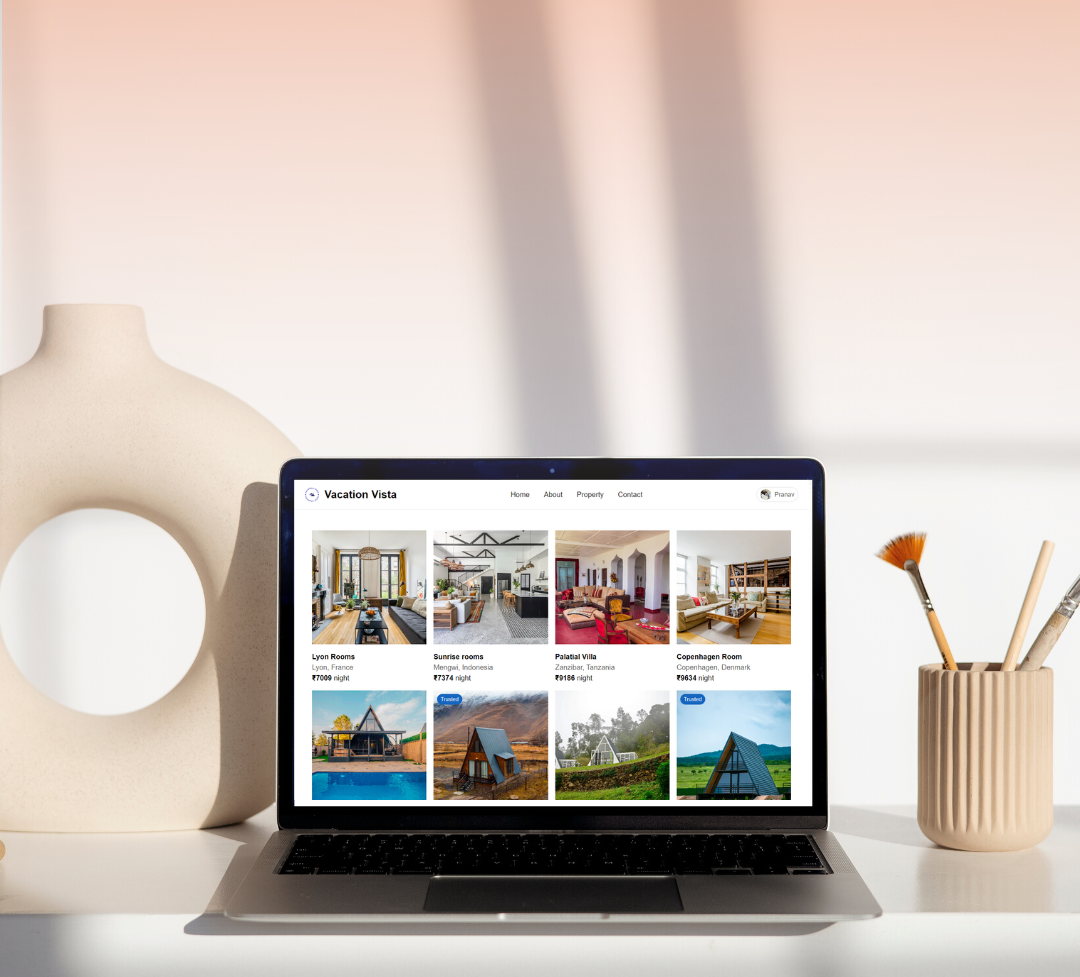 Vacation Vista
Home About Property Contact
Pranav
Lyon Rooms
Lyon, France
₹7009 night
Sunrise rooms
Mengwi, Indonesia
₹7374 night
Palatial Villa
Zanzibar, Tanzania
₹9186 night
Copenhagen Room
Copenhagen, Denmark
₹9634 night
Trusted
Trusted